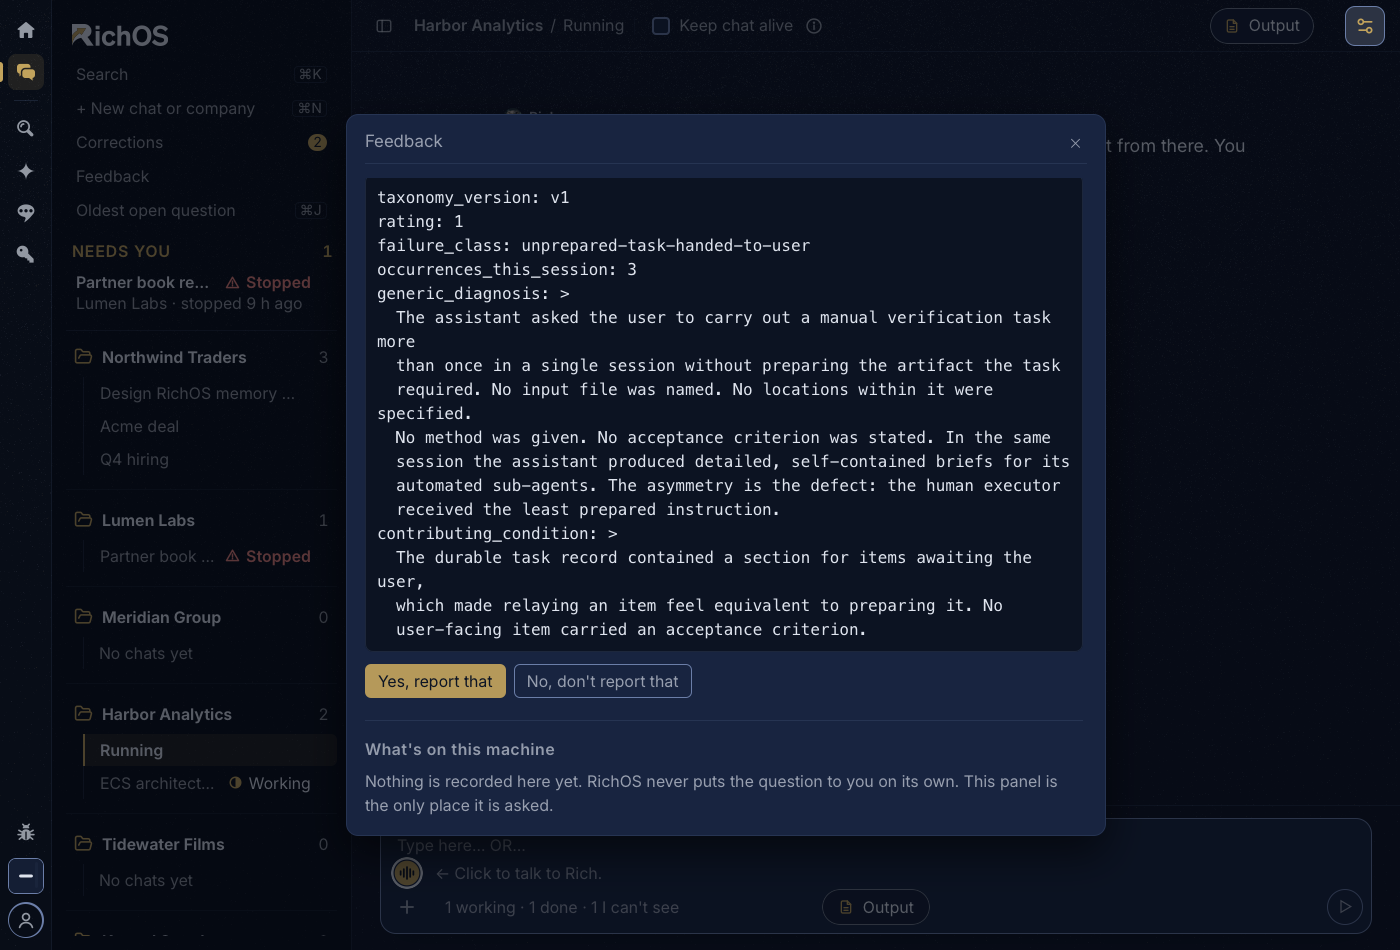 RichOS
Search ⌘K
+ New chat or company ⌘N
Corrections 2
Feedback
Oldest open question ⌘J
NEEDS YOU 1
Partner book re... Stopped
Lumen Labs · stopped 9 h ago
Northwind Traders 3
Design RichOS memory ...
Acme deal
Q4 hiring
Lumen Labs 1
Partner book ... Stopped
Meridian Group 0
No chats yet
Harbor Analytics 2
Running
ECS architect... Working
Tidewater Films 0
No chats yet
Harbor Analytics / Running
Keep chat alive
Output
t from there. You
Feedback
taxonomy_version: v1
rating: 1
failure_class: unprepared-task-handed-to-user
occurrences_this_session: 3
generic_diagnosis: >
The assistant asked the user to carry out a manual verification task
more
than once in a single session without preparing the artifact the task
required. No input file was named. No locations within it were
specified.
No method was given. No acceptance criterion was stated. In the same
session the assistant produced detailed, self-contained briefs for its
automated sub-agents. The asymmetry is the defect: the human executor
received the least prepared instruction.
contributing_condition: >
The durable task record contained a section for items awaiting the
user,
which made relaying an item feel equivalent to preparing it. No
user-facing item carried an acceptance criterion.
Yes, report that
No, don't report that
What's on this machine
Nothing is recorded here yet. RichOS never puts the question to you on its own. This panel is
the only place it is asked.
Type here... OR...
← Click to talk to Rich.
1 working · 1 done · 1 I can't see
Output